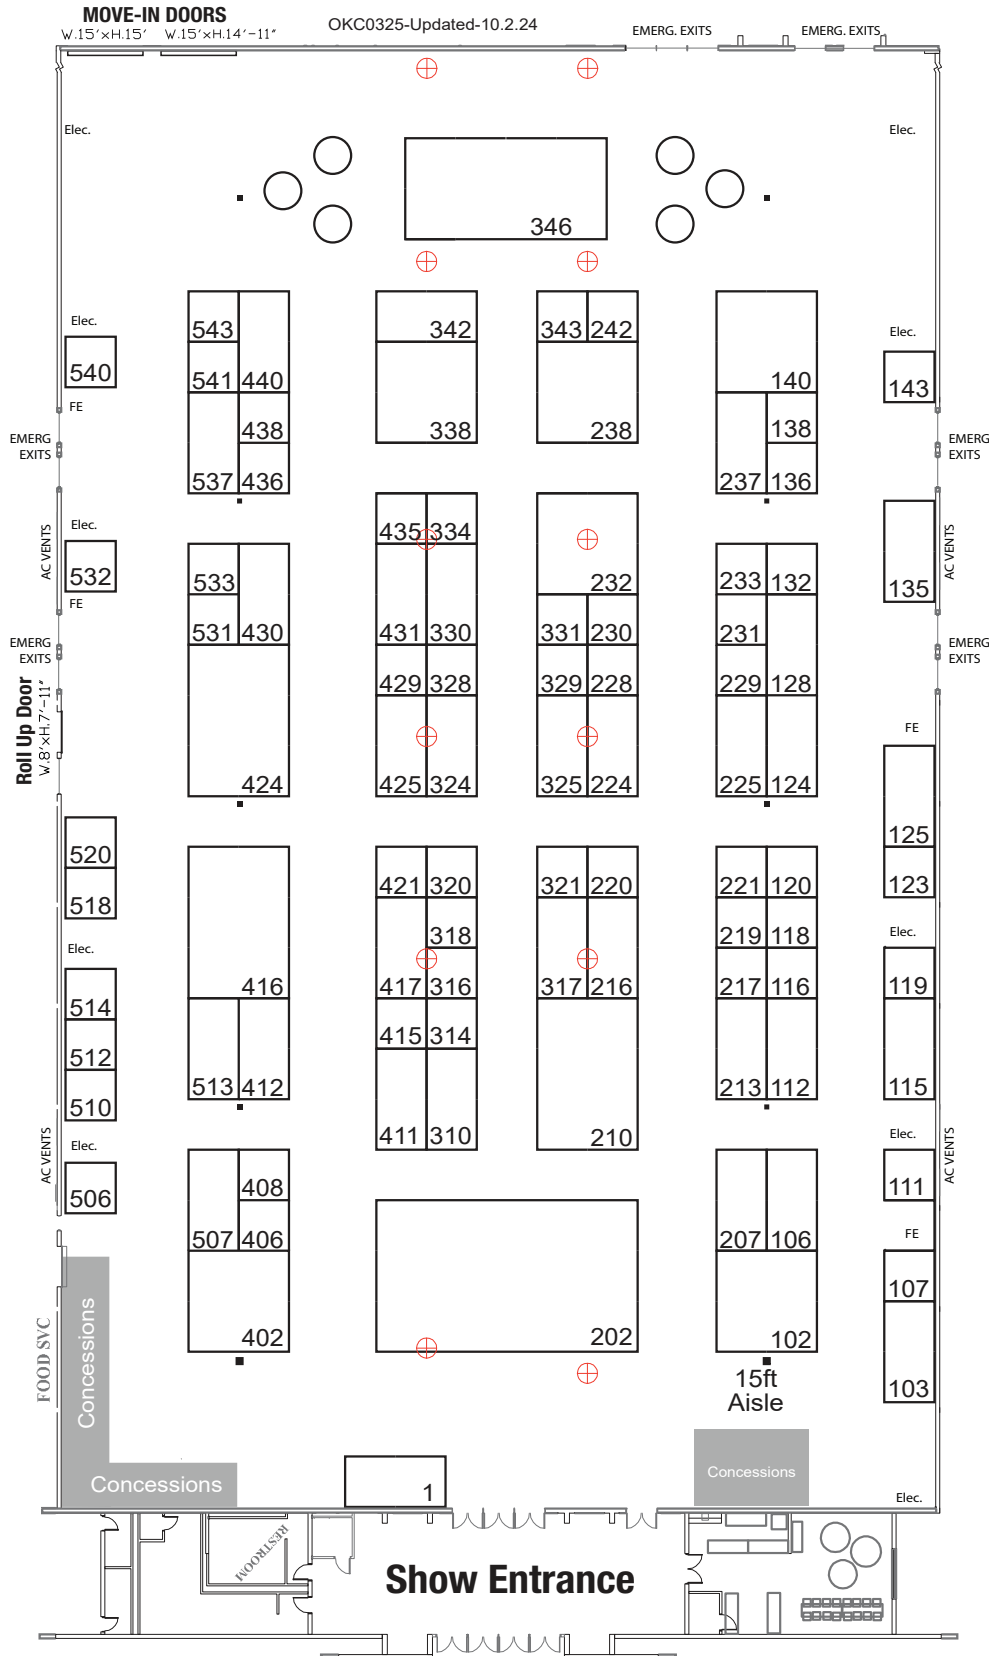 MOVE-IN DOORS
W.15'×H.15' W.15'×H.14'-11"
OKC0325-Updated-10.2.24
EMERG. EXITS
EMERG. EXITS
Elec.
Elec.
346
Elec.
540
FE
543
541 440
438
537 436
342
338
343 242
238
140
138
237 136
Elec.
143
EMERG
EXITS
EMERG
EXITS
AC VENTS
Elec.
532
FE
533
531 430
424
435 334
431 330
429 328
425 324
232
331 230
329 228
325 224
233 132
231
229 128
225 124
135
AC VENTS
EMERG
EXITS
EMERG
EXITS
Roll Up Door
W.8'×H.7'-11"
FE
125
123
520
518
Elec.
514
512
510
Elec.
506
AC VENTS
416
513 412
421 320
318
417 316
415 314
411 310
321 220
317 216
210
221 120
219 118
217 116
213 112
Elec.
119
115
Elec.
111
AC VENTS
FE
107
103
408
507 406
402
202
207 106
102
15ft
Aisle
FOOD SVC
Concessions
Concessions
1
Concessions
Elec.
RESTROOM
Show Entrance